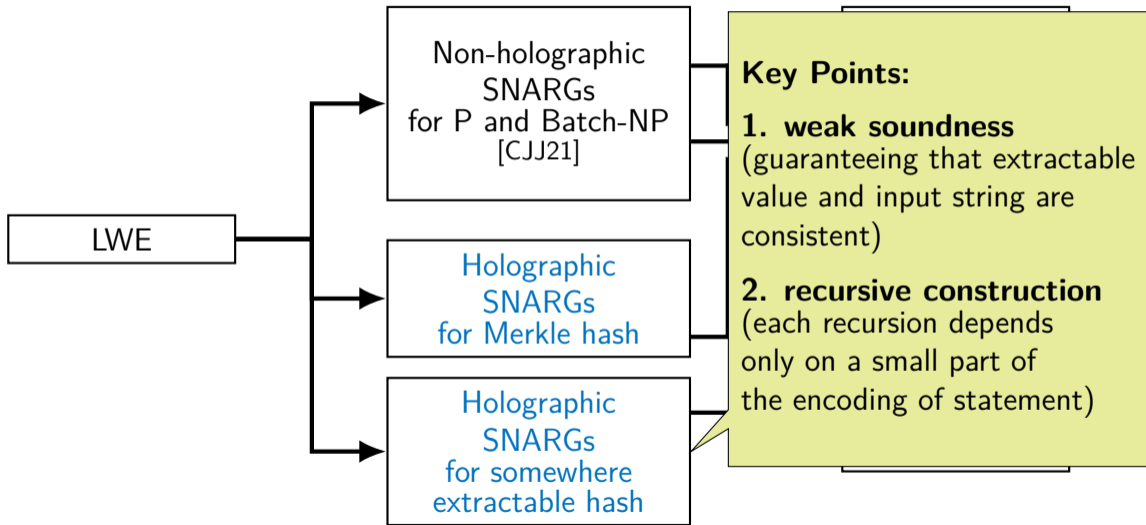 Non-holographic
SNARGs
for P and Batch-NP
[CJJ21]
LWE
Holographic
SNARGs
for Merkle hash
Holographic
SNARGs
for somewhere
extractable hash
Key Points:
1. weak soundness
(guaranteeing that extractable
value and input string are
consistent)
2. recursive construction
(each recursion depends
only on a small part of
the encoding of statement)